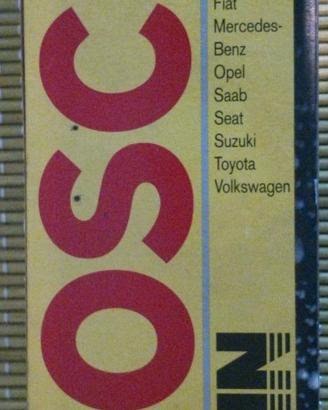 Fiat
Mercedes-
Benz
Opel
Saab
Seat
Suzuki
Toyota
Volkswagen
OSC